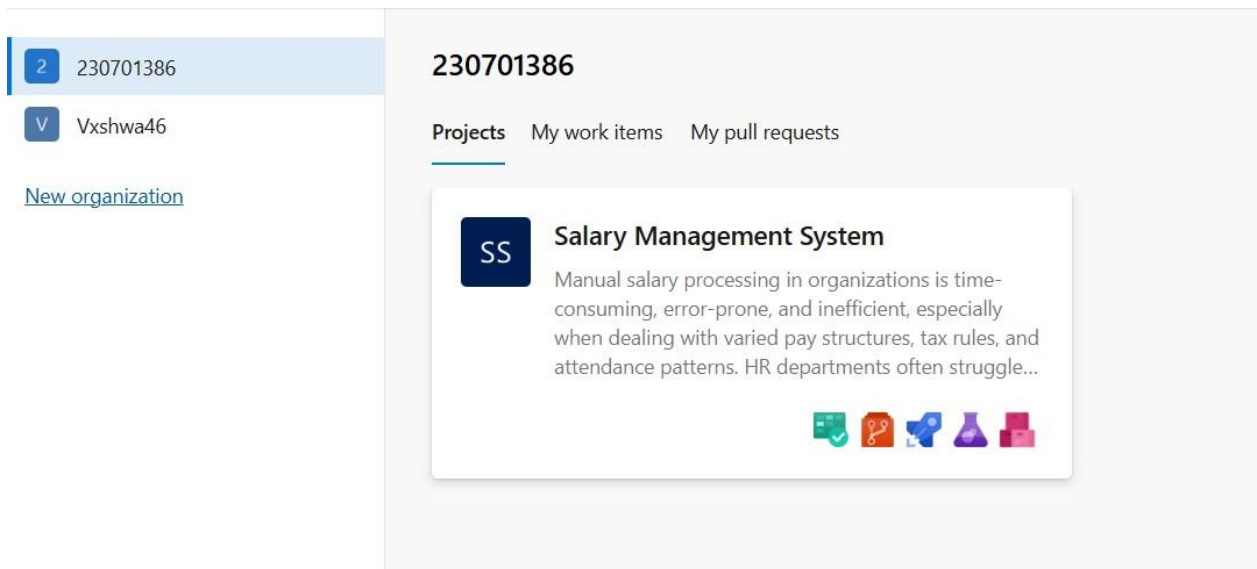 2
230701386
V
Vxshwa46
New organization
230701386
Projects My work items My pull requests
SS
Salary Management System
Manual salary processing in organizations is time-
consuming, error-prone, and inefficient, especially
when dealing with varied pay structures, tax rules, and
attendance patterns. HR departments often struggle...